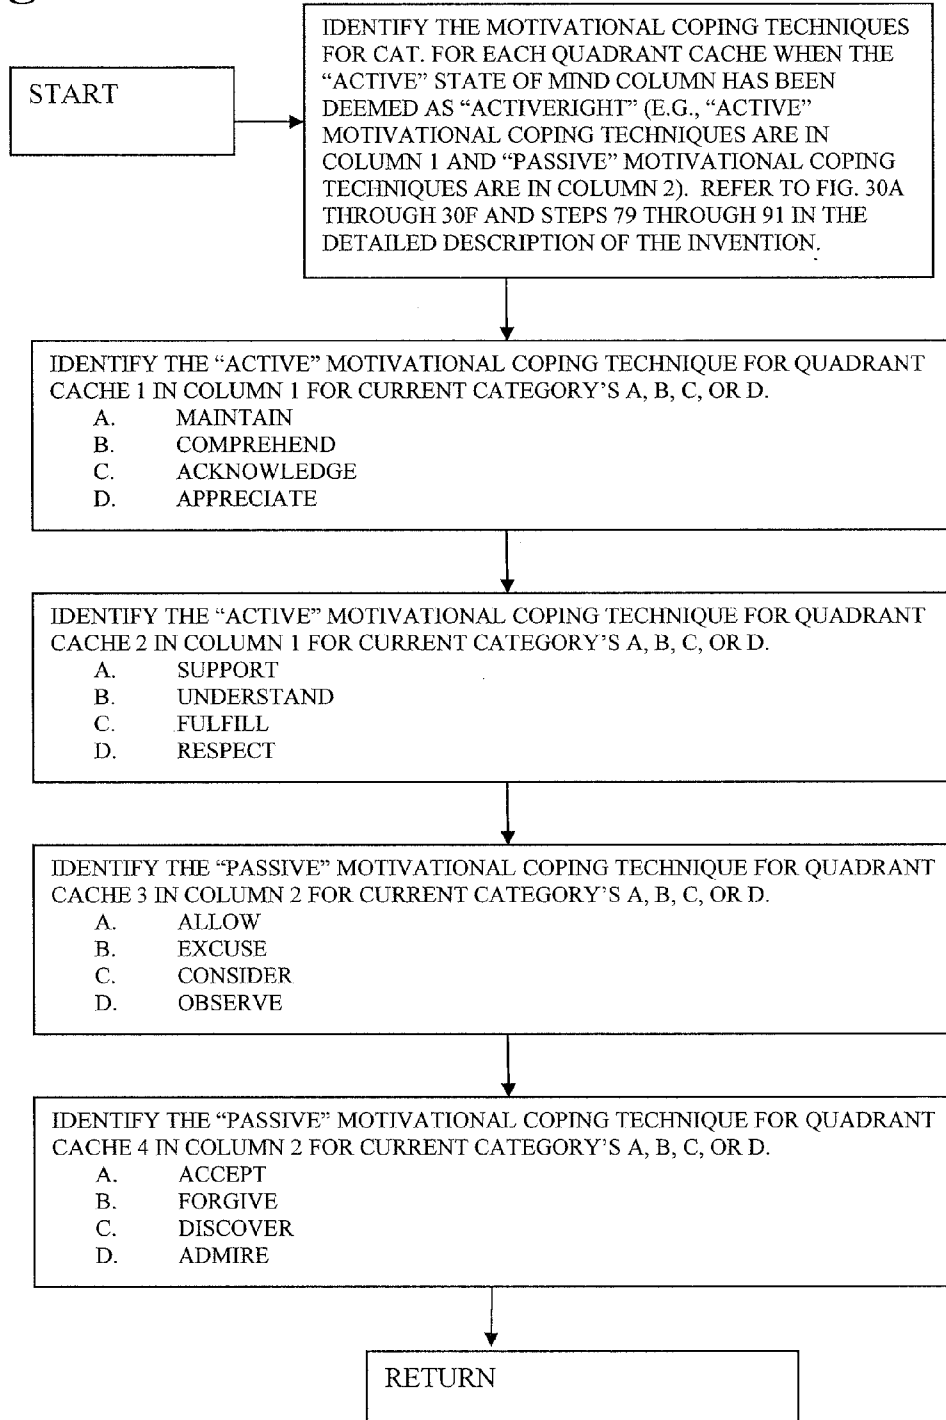 START
IDENTIFY THE MOTIVATIONAL COPING TECHNIQUES
FOR CAT. FOR EACH QUADRANT CACHE WHEN THE
“ACTIVE” STATE OF MIND COLUMN HAS BEEN
DEEMED AS “ACTIVERIGHT” (E.G., “ACTIVE”
MOTIVATIONAL COPING TECHNIQUES ARE IN
COLUMN 1 AND “PASSIVE” MOTIVATIONAL COPING
TECHNIQUES ARE IN COLUMN 2). REFER TO FIG. 30A
THROUGH 30F AND STEPS 79 THROUGH 91 IN THE
DETAILED DESCRIPTION OF THE INVENTION.
IDENTIFY THE “ACTIVE” MOTIVATIONAL COPING TECHNIQUE FOR QUADRANT
CACHE 1 IN COLUMN 1 FOR CURRENT CATEGORY’S A, B, C, OR D.
A. MAINTAIN
B. COMPREHEND
C. ACKNOWLEDGE
D. APPRECIATE
IDENTIFY THE “ACTIVE” MOTIVATIONAL COPING TECHNIQUE FOR QUADRANT
CACHE 2 IN COLUMN 1 FOR CURRENT CATEGORY’S A, B, C, OR D.
A. SUPPORT
B. UNDERSTAND
C. FULFILL
D. RESPECT
IDENTIFY THE “PASSIVE” MOTIVATIONAL COPING TECHNIQUE FOR QUADRANT
CACHE 3 IN COLUMN 2 FOR CURRENT CATEGORY’S A, B, C, OR D.
A. ALLOW
B. EXCUSE
C. CONSIDER
D. OBSERVE
IDENTIFY THE “PASSIVE” MOTIVATIONAL COPING TECHNIQUE FOR QUADRANT
CACHE 4 IN COLUMN 2 FOR CURRENT CATEGORY’S A, B, C, OR D.
A. ACCEPT
B. FORGIVE
C. DISCOVER
D. ADMIRE
RETURN